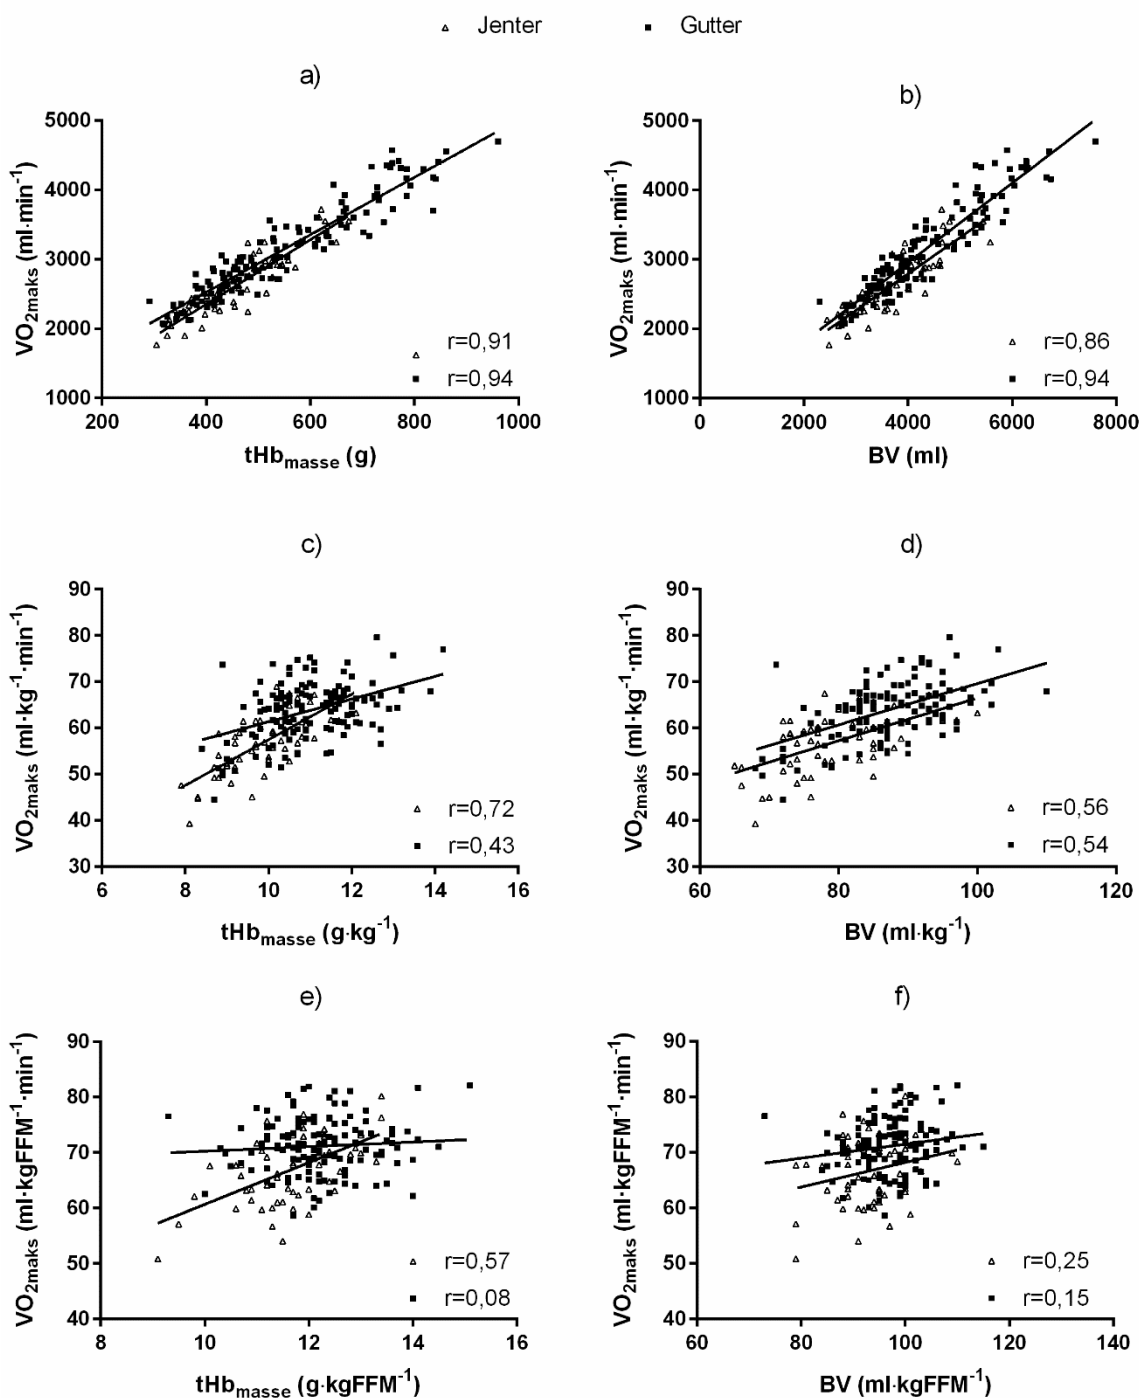 Jenter Gutter
a)
VO2maks (ml·min-1)
5000
4000
3000
2000
1000
r=0,91
r=0,94
200 400 600 800 1000
tHbmasse (g)
b)
VO2maks (ml·min-1)
5000
4000
3000
2000
1000
r=0,86
r=0,94
0 2000 4000 6000 8000
BV (ml)
c)
VO2maks (ml·kg-1·min-1)
90
80
70
60
50
40
30
r=0,72
r=0,43
6 8 10 12 14 16
tHbmasse (g·kg-1)
d)
VO2maks (ml·kg-1·min-1)
90
80
70
60
50
40
30
r=0,56
r=0,54
60 80 100 120
BV (ml·kg-1)
e)
VO2maks (ml·kgFFM-1·min-1)
90
80
70
60
50
40
r=0,57
r=0,08
8 10 12 14 16
tHbmasse (g·kgFFM-1)
f)
VO2maks (ml·kgFFM-1·min-1)
90
80
70
60
50
40
r=0,25
r=0,15
60 80 100 120 140
BV (ml·kgFFM-1)